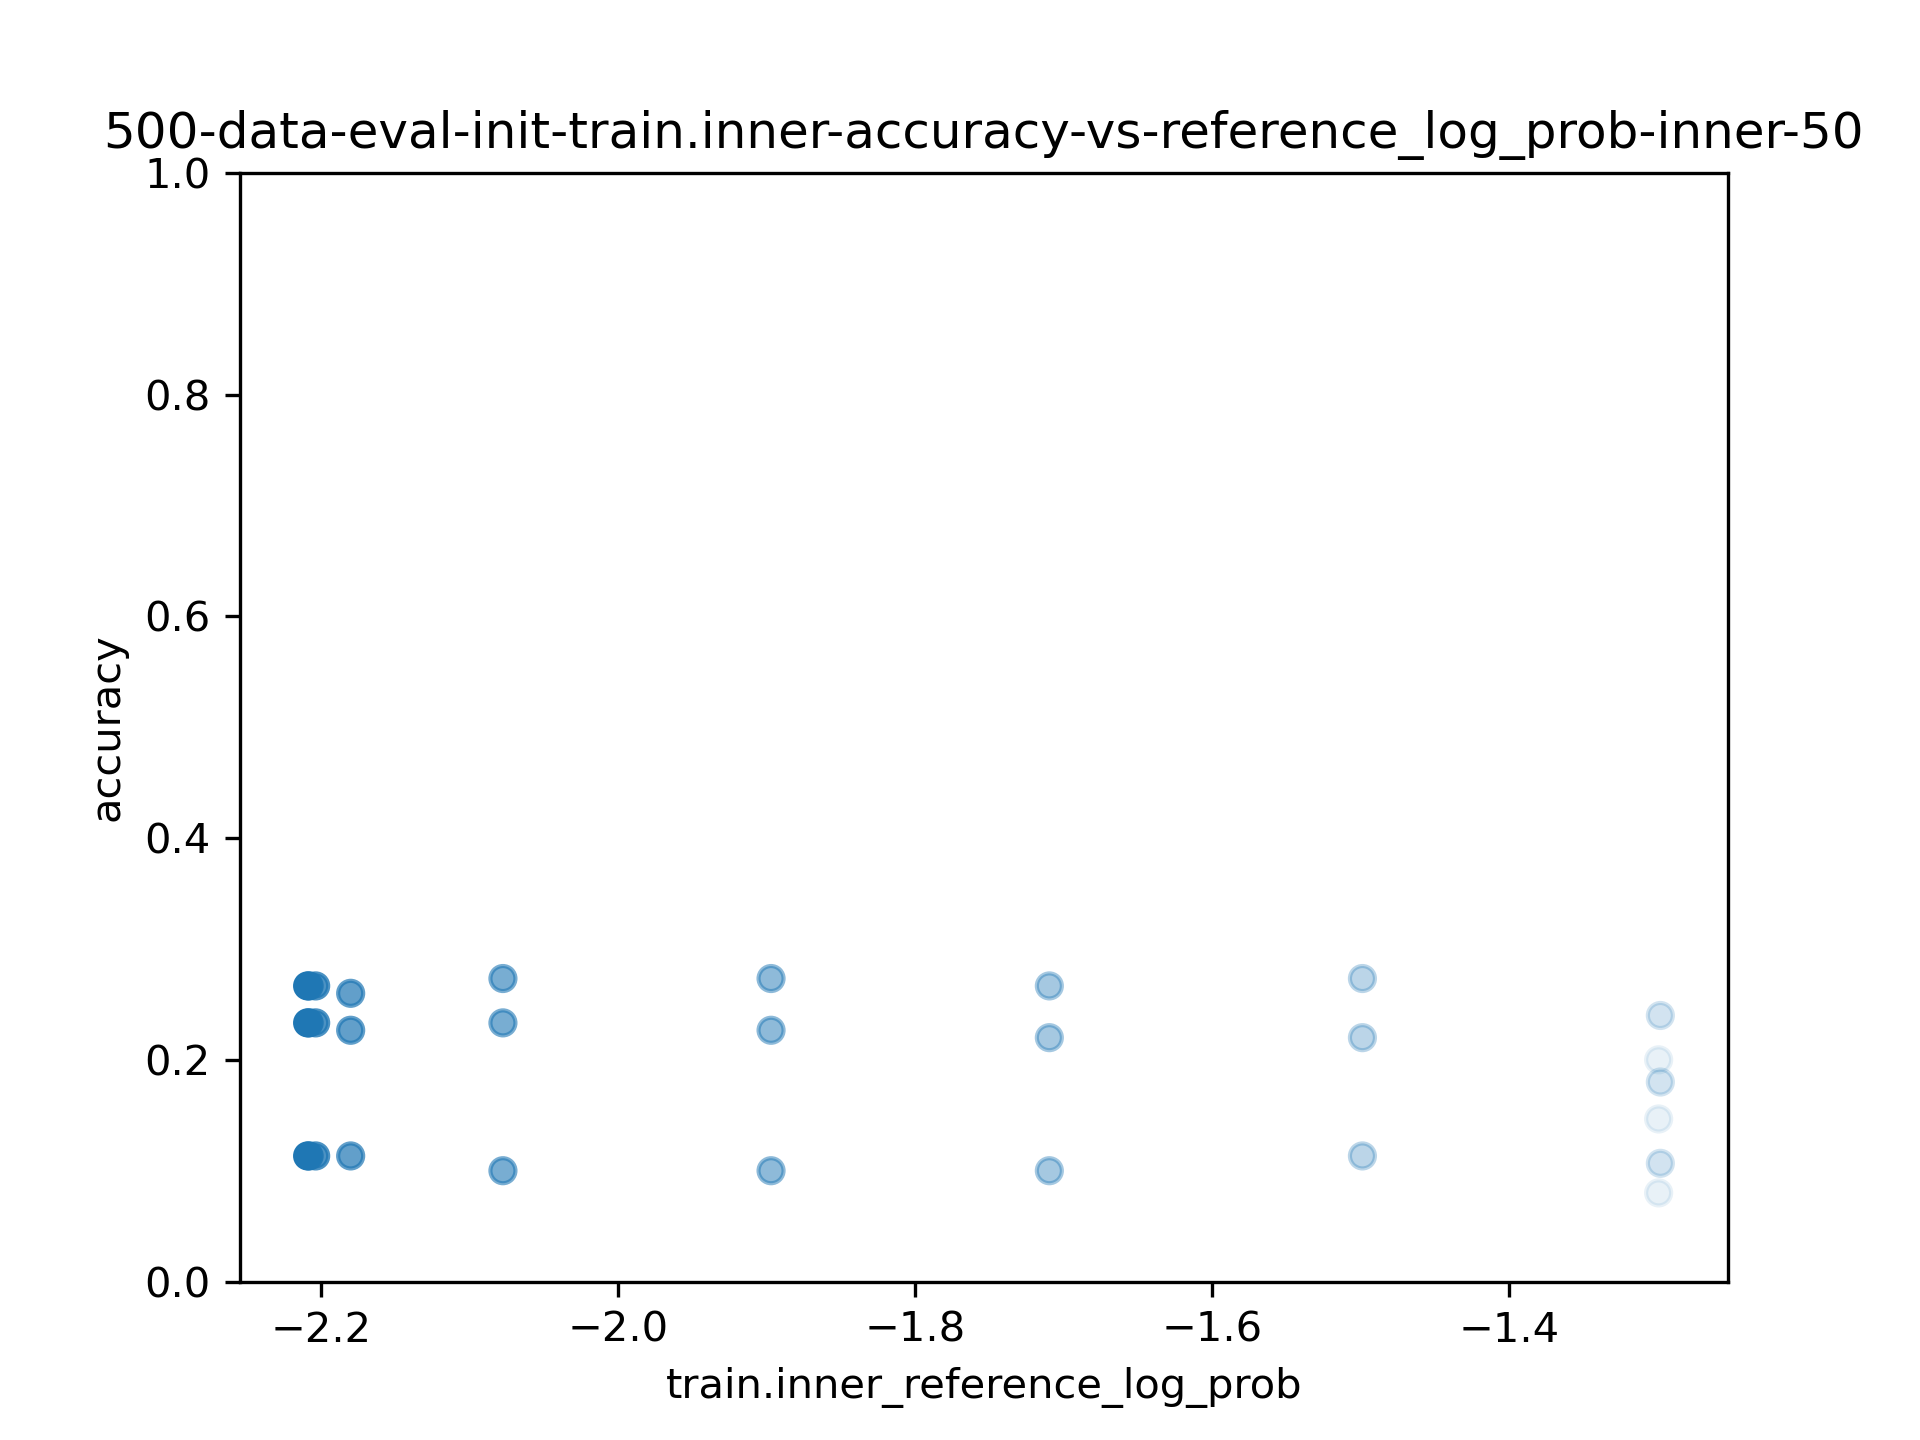 500-data-eval-init-train.inner-accuracy-vs-reference_log_prob-inner-50
1.0
0.8
0.6
0.4
0.2
0.0
accuracy
−2.2 −2.0 −1.8 −1.6 −1.4
train.inner_reference_log_prob